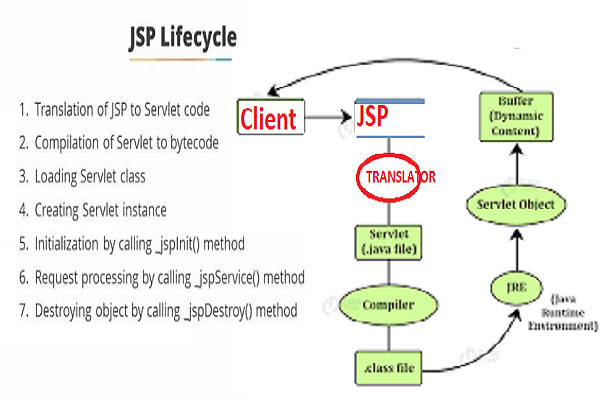 JSP Lifecycle
1. Translation of JSP to Servlet code
2. Compilation of Servlet to bytecode
3. Loading Servlet class
4. Creating Servlet instance
5. Initialization by calling _jspInit() method
6. Request processing by calling _jspService() method
7. Destroying object by calling _jspDestroy() method
Client
JSP
TRANSLATOR
Servlet
(.java file)
Compiler
.class file
JRE
(Java
Runtime
Environment)
Servlet Object
Buffer
(Dynamic
Content)